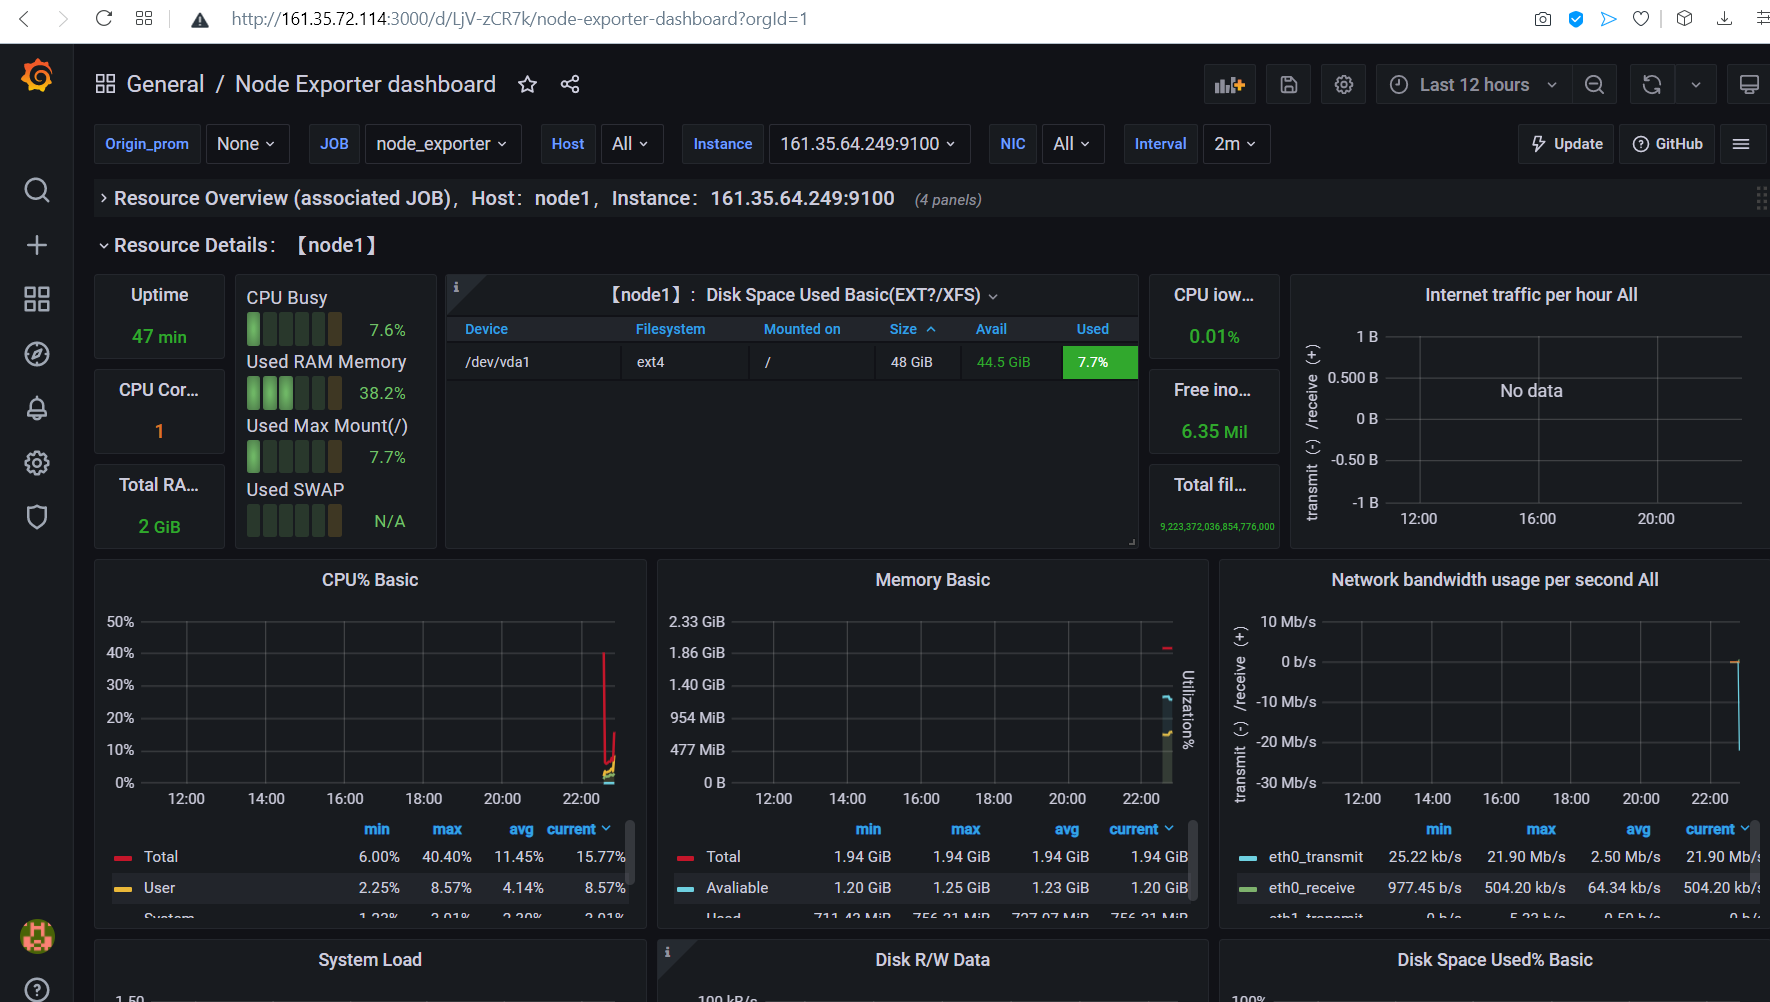 http://161.35.72.114:3000/d/LjV-zCR7k/node-exporter-dashboard?orgId=1
General / Node Exporter dashboard
Last 12 hours
Origin_prom None JOB node_exporter Host All Instance 161.35.64.249:9100 NIC All Interval 2m Update GitHub
Resource Overview (associated JOB)，Host：node1，Instance：161.35.64.249:9100 (4 panels)
Resource Details：【node1】
Uptime
47 min
CPU Cor...
1
Total RA...
2 GiB
CPU Busy
7.6%
Used RAM Memory
38.2%
Used Max Mount(/)
7.7%
Used SWAP
N/A
【node1】：Disk Space Used Basic(EXT?/XFS)
Device Filesystem Mounted on Size Avail Used
/dev/vda1 ext4 / 48 GiB 44.5 GiB 7.7%
CPU iow...
0.01%
Free ino...
6.35 Mil
Total fil...
9,223,372,036,854,776,000
Internet traffic per hour All
transmit（-）/receive（+）
1 B
0.500 B
0 B
-0.50 B
-1 B
No data
12:00 16:00 20:00
CPU% Basic
50%
40%
30%
20%
10%
0%
12:00 14:00 16:00 18:00 20:00 22:00
min max avg current
Total 6.00% 40.40% 11.45% 15.77%
User 2.25% 8.57% 4.14% 8.57%
System 1.23% 3.01% 2.30% 3.01%
Memory Basic
2.33 GiB
1.86 GiB
1.40 GiB
954 MiB
477 MiB
0 B
Utilization%
12:00 14:00 16:00 18:00 20:00 22:00
min max avg current
Total 1.94 GiB 1.94 GiB 1.94 GiB 1.94 GiB
Avaliable 1.20 GiB 1.25 GiB 1.23 GiB 1.20 GiB
Used 711.43 MiB 756.31 MiB 727.07 MiB 756.31 MiB
Network bandwidth usage per second All
transmit（-）/receive（+）
10 Mb/s
0 b/s
-10 Mb/s
-20 Mb/s
-30 Mb/s
12:00 14:00 16:00 18:00 20:00 22:00
min max avg current
eth0_transmit 25.22 kb/s 21.90 Mb/s 2.50 Mb/s 21.90 Mb/s
eth0_receive 977.45 b/s 504.20 kb/s 64.34 kb/s 504.20 kb/s
eth1_transmit 0 b/s
System Load
1.50
Disk R/W Data
100 kB/s
Disk Space Used% Basic
100%